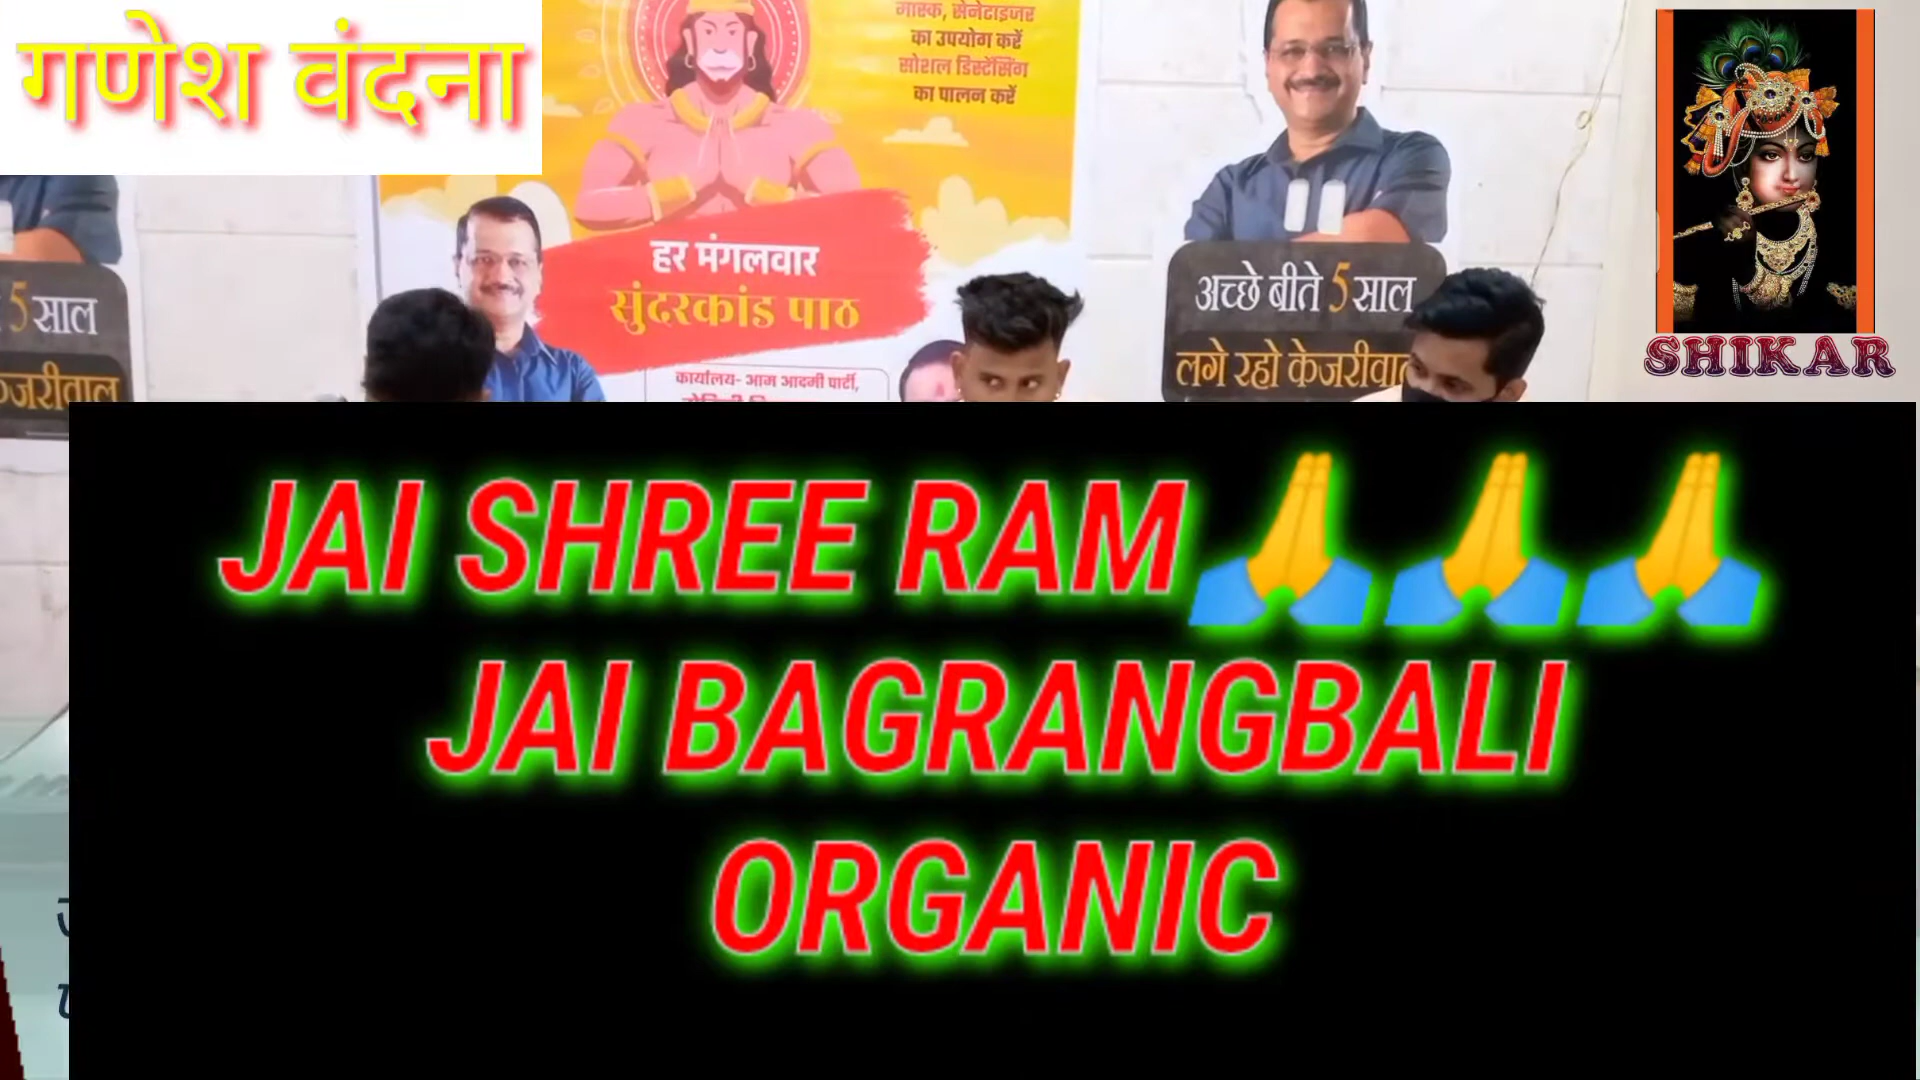 गणेश वंदना
मास्क, सेनेटाइजर
का उपयोग करें
सोशल डिस्टेंसिंग
का पालन करें
हर मंगलवार
सुंदरकांड पाठ
कार्यालय- आम आदमी पार्टी,
अच्छे बीते 5 साल
लगे रहो केजरीवाल
5 साल
केजरीवाल
SHIKAR
JAI SHREE RAM🙏🙏🙏
JAI BAGRANGBALI
ORGANIC